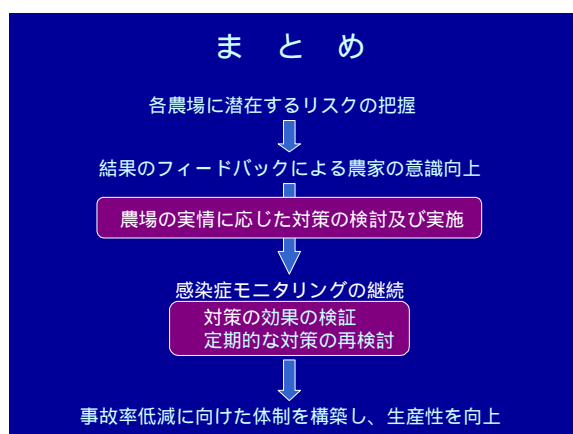 まとめ
各農場に潜在するリスクの把握
結果のフィードバックによる農家の意識向上
農場の実情に応じた対策の検討及び実施
感染症モニタリングの継続
対策の効果の検証
定期的な対策の再検討
事故率低減に向けた体制を構築し、生産性を向上